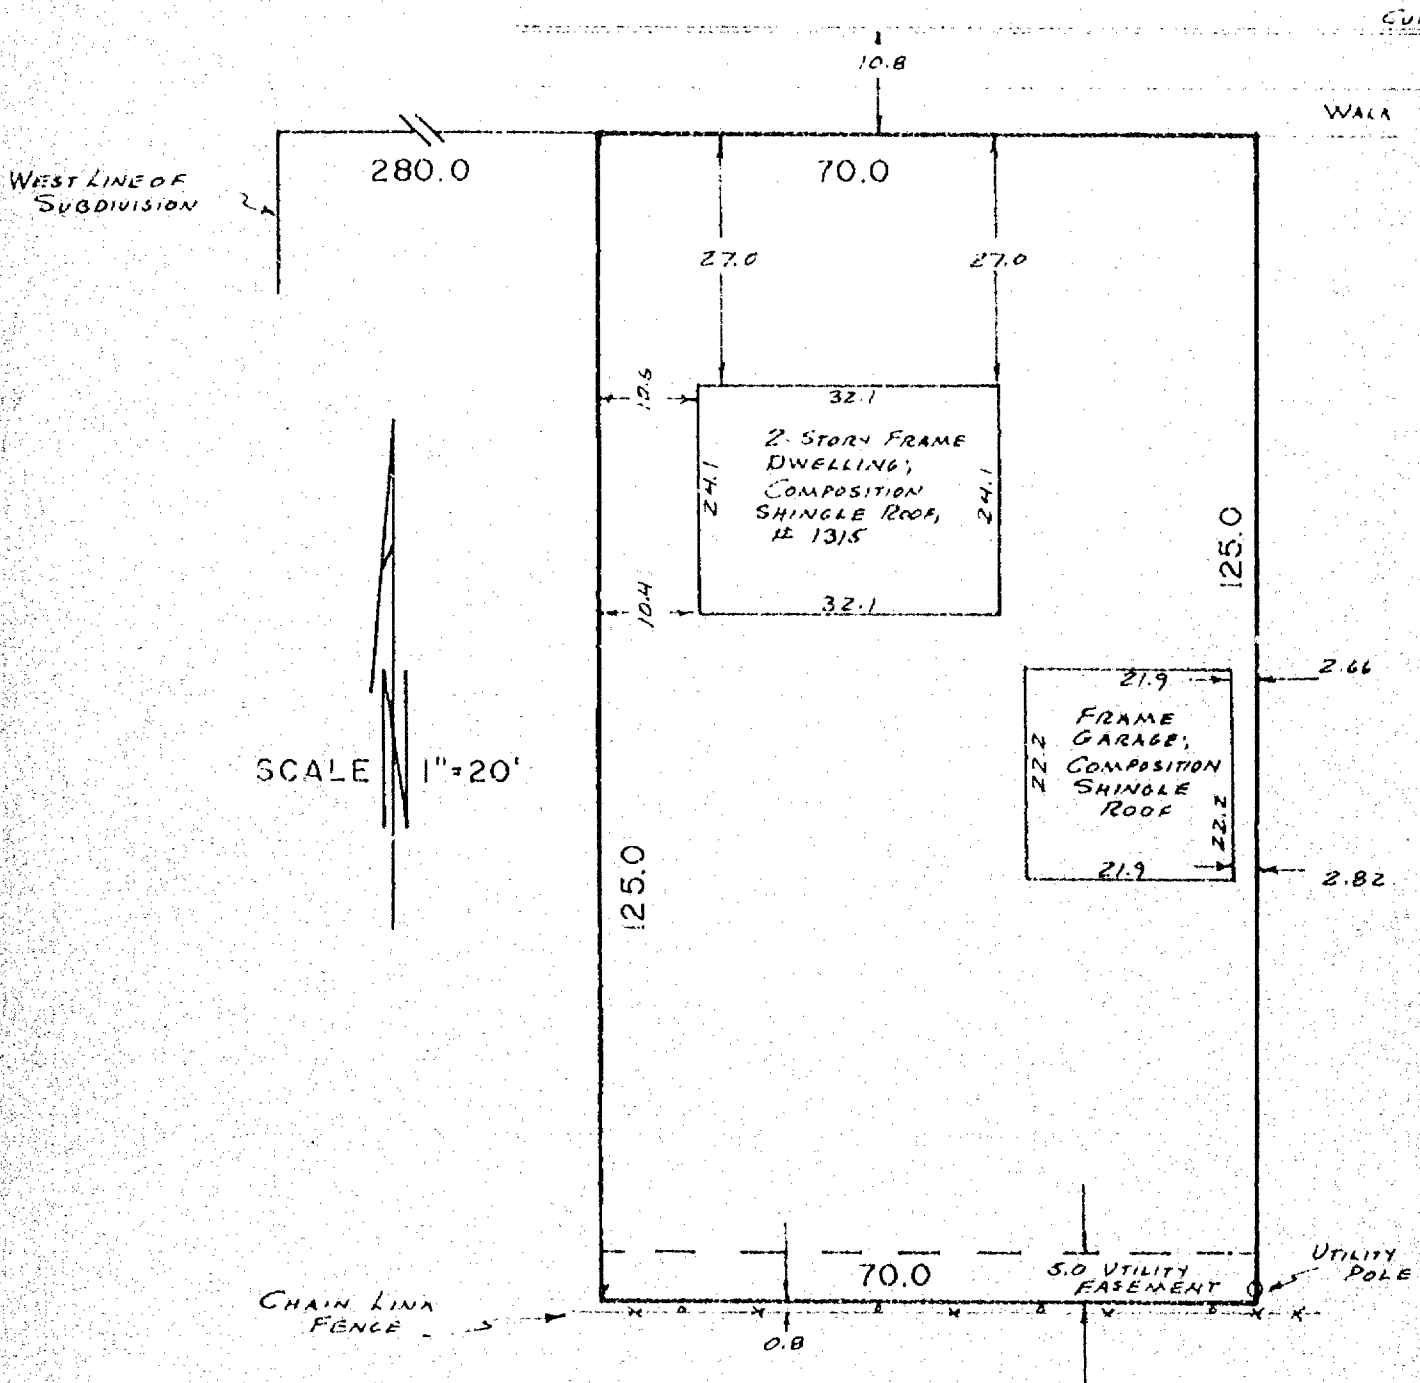 10.8
WALK
280.0
70.0
WEST LINE OF
SUBDIVISION
27.0
27.0
32.1
2-STORY FRAME
DWELLING;
COMPOSITION
SHINGLE ROOF,
# 1315
24.1
24.1
10.4
32.1
125.0
2.66
21.9
FRAME
GARAGE;
COMPOSITION
SHINGLE
ROOF
22.2
22.2
21.9
2.82
SCALE 1"=20'
125.0
70.0
5.0 UTILITY
EASEMENT
UTILITY
POLE
CHAIN LINK
FENCE
0.8